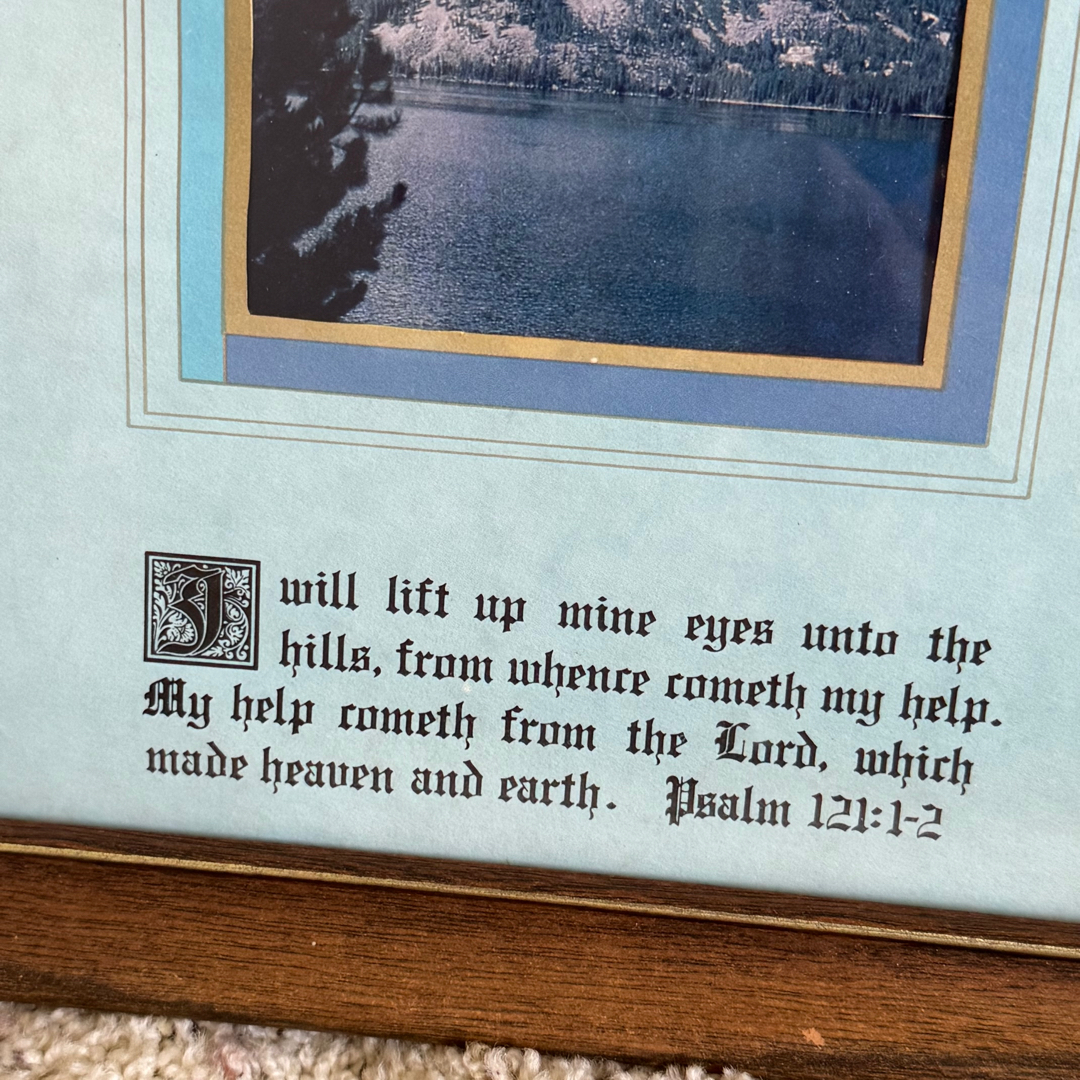 I will lift up mine eyes unto the
hills, from whence cometh my help.
My help cometh from the Lord, which
made heaven and earth. Psalm 121:1-2